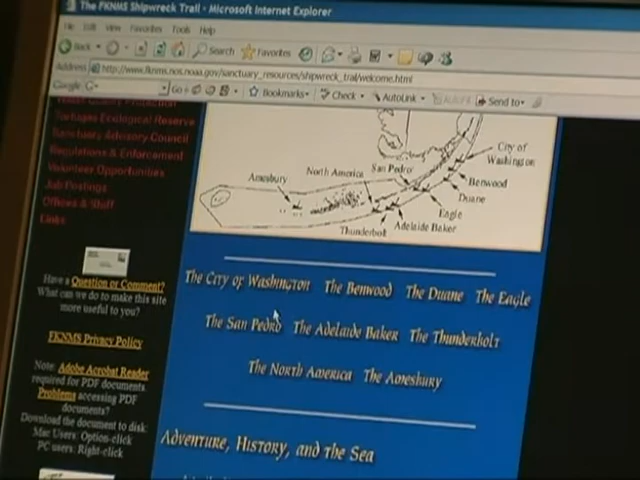 The FKNMS Shipwreck Trail - Microsoft Internet Explorer
File Edit View Favorites Tools Help
Back Search Favorites
Address http://www.fknms.nos.noaa.gov/sanctuary_resources/shipwreck_trail/welcome.html
Google Go Bookmarks Check AutoLink AutoFill Send to
Tortugas Ecological Reserve
Sanctuary Advisory Council
Regulations & Enforcement
Volunteer Opportunities
Job Postings
Offices & Staff
Links
City of
Washington
San Pedro
North America
Amesbury
Benwood
Duane
Eagle
Adelaide Baker
Thunderbolt
The City of Washington The Benwood The Duane The Eagle
The San Pedro The Adelaide Baker The Thunderbolt
The North America The Amesbury
Adventure, History, and the Sea
Have a Question or Comment?
What can we do to make this
site more useful to you?
FKNMS Privacy Policy
Note: Adobe Acrobat Reader
required for PDF documents.
Problems accessing PDF
documents?
Download the document to disk:
Mac Users: Option-click
PC users: Right-click